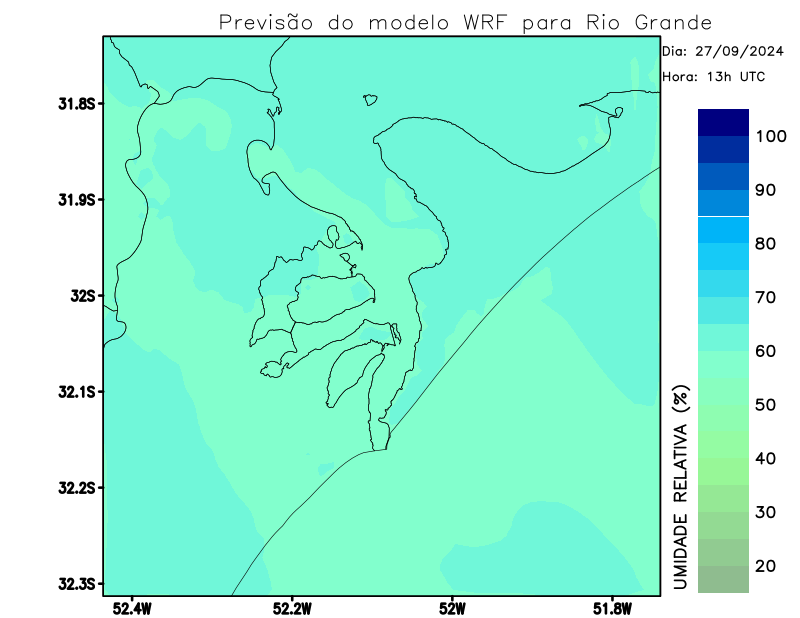 Previsão do modelo WRF para Rio Grande
Dia: 27/09/2024
Hora: 13h UTC
31.8S
31.9S
32S
32.1S
32.2S
32.3S
52.4W
52.2W
52W
51.8W
100
90
80
70
60
50
40
30
20
UMIDADE RELATIVA (%)